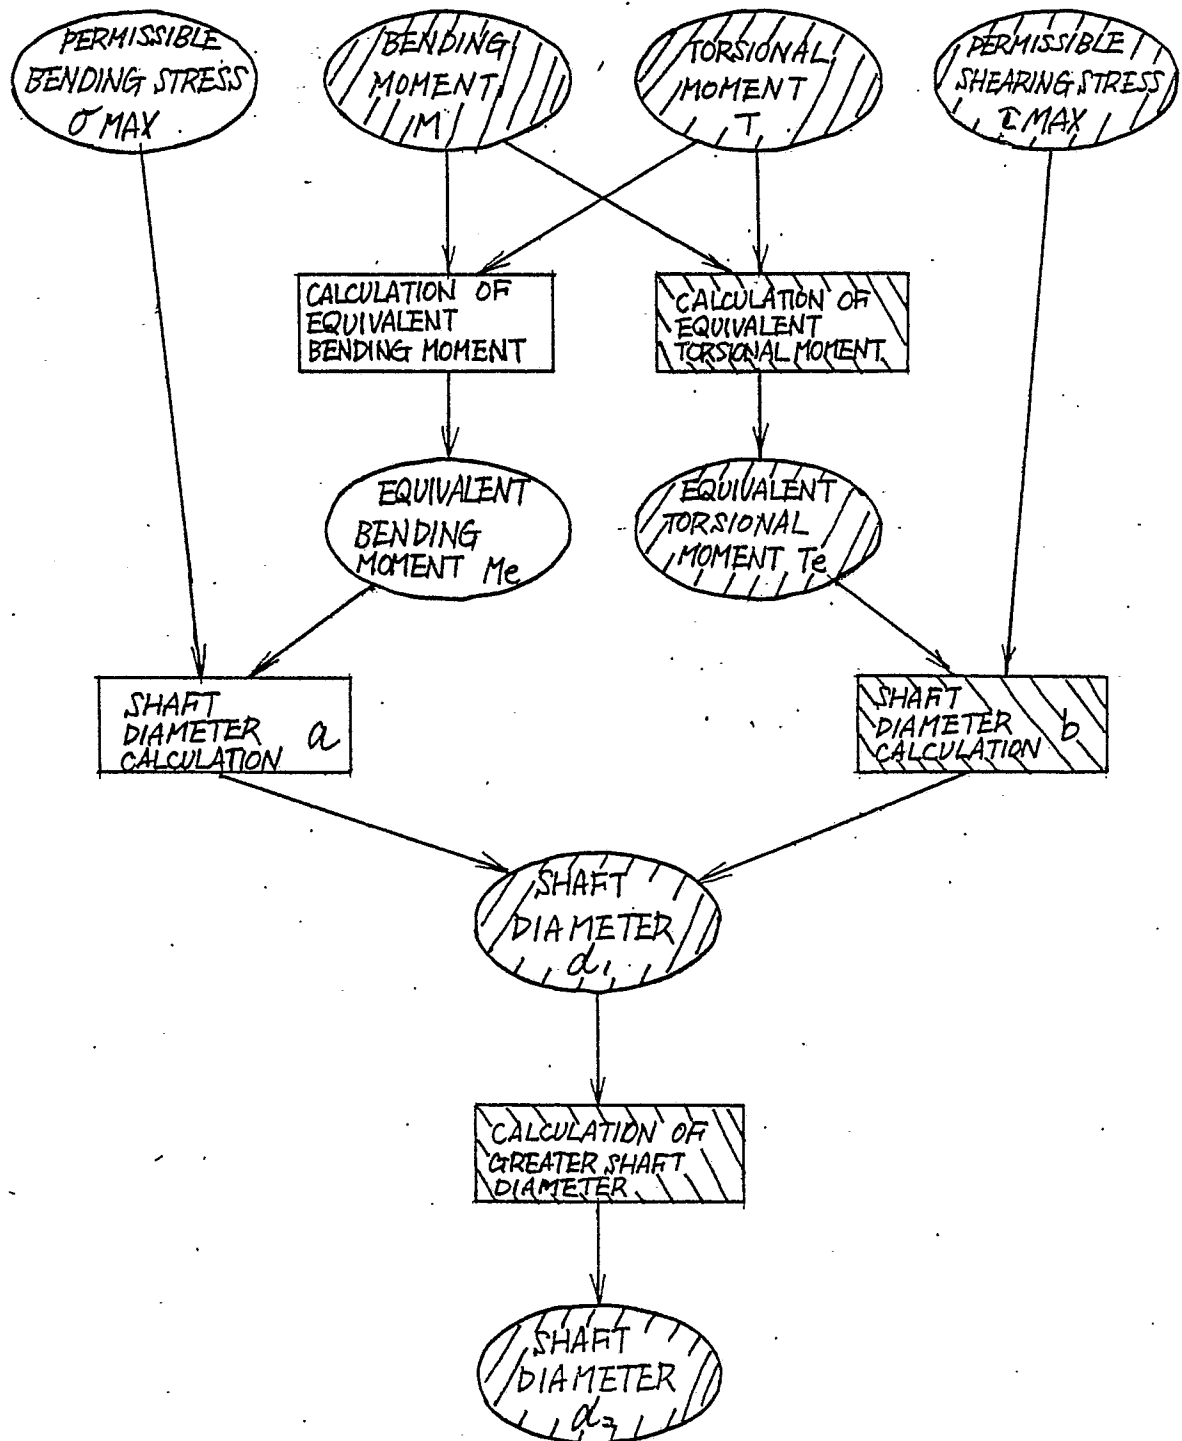 PERMISSIBLE
BENDING STRESS
σ MAX
BENDING
MOMENT
M
TORSIONAL
MOMENT
T
PERMISSIBLE
SHEARING STRESS
τ MAX
CALCULATION OF
EQUIVALENT
BENDING MOMENT
CALCULATION OF
EQUIVALENT
TORSIONAL MOMENT
EQUIVALENT
BENDING
MOMENT Me
EQUIVALENT
TORSIONAL
MOMENT Te
SHAFT
DIAMETER a
CALCULATION
SHAFT
DIAMETER b
CALCULATION
SHAFT
DIAMETER
d₁
CALCULATION OF
GREATER SHAFT
DIAMETER
SHAFT
DIAMETER
d₂